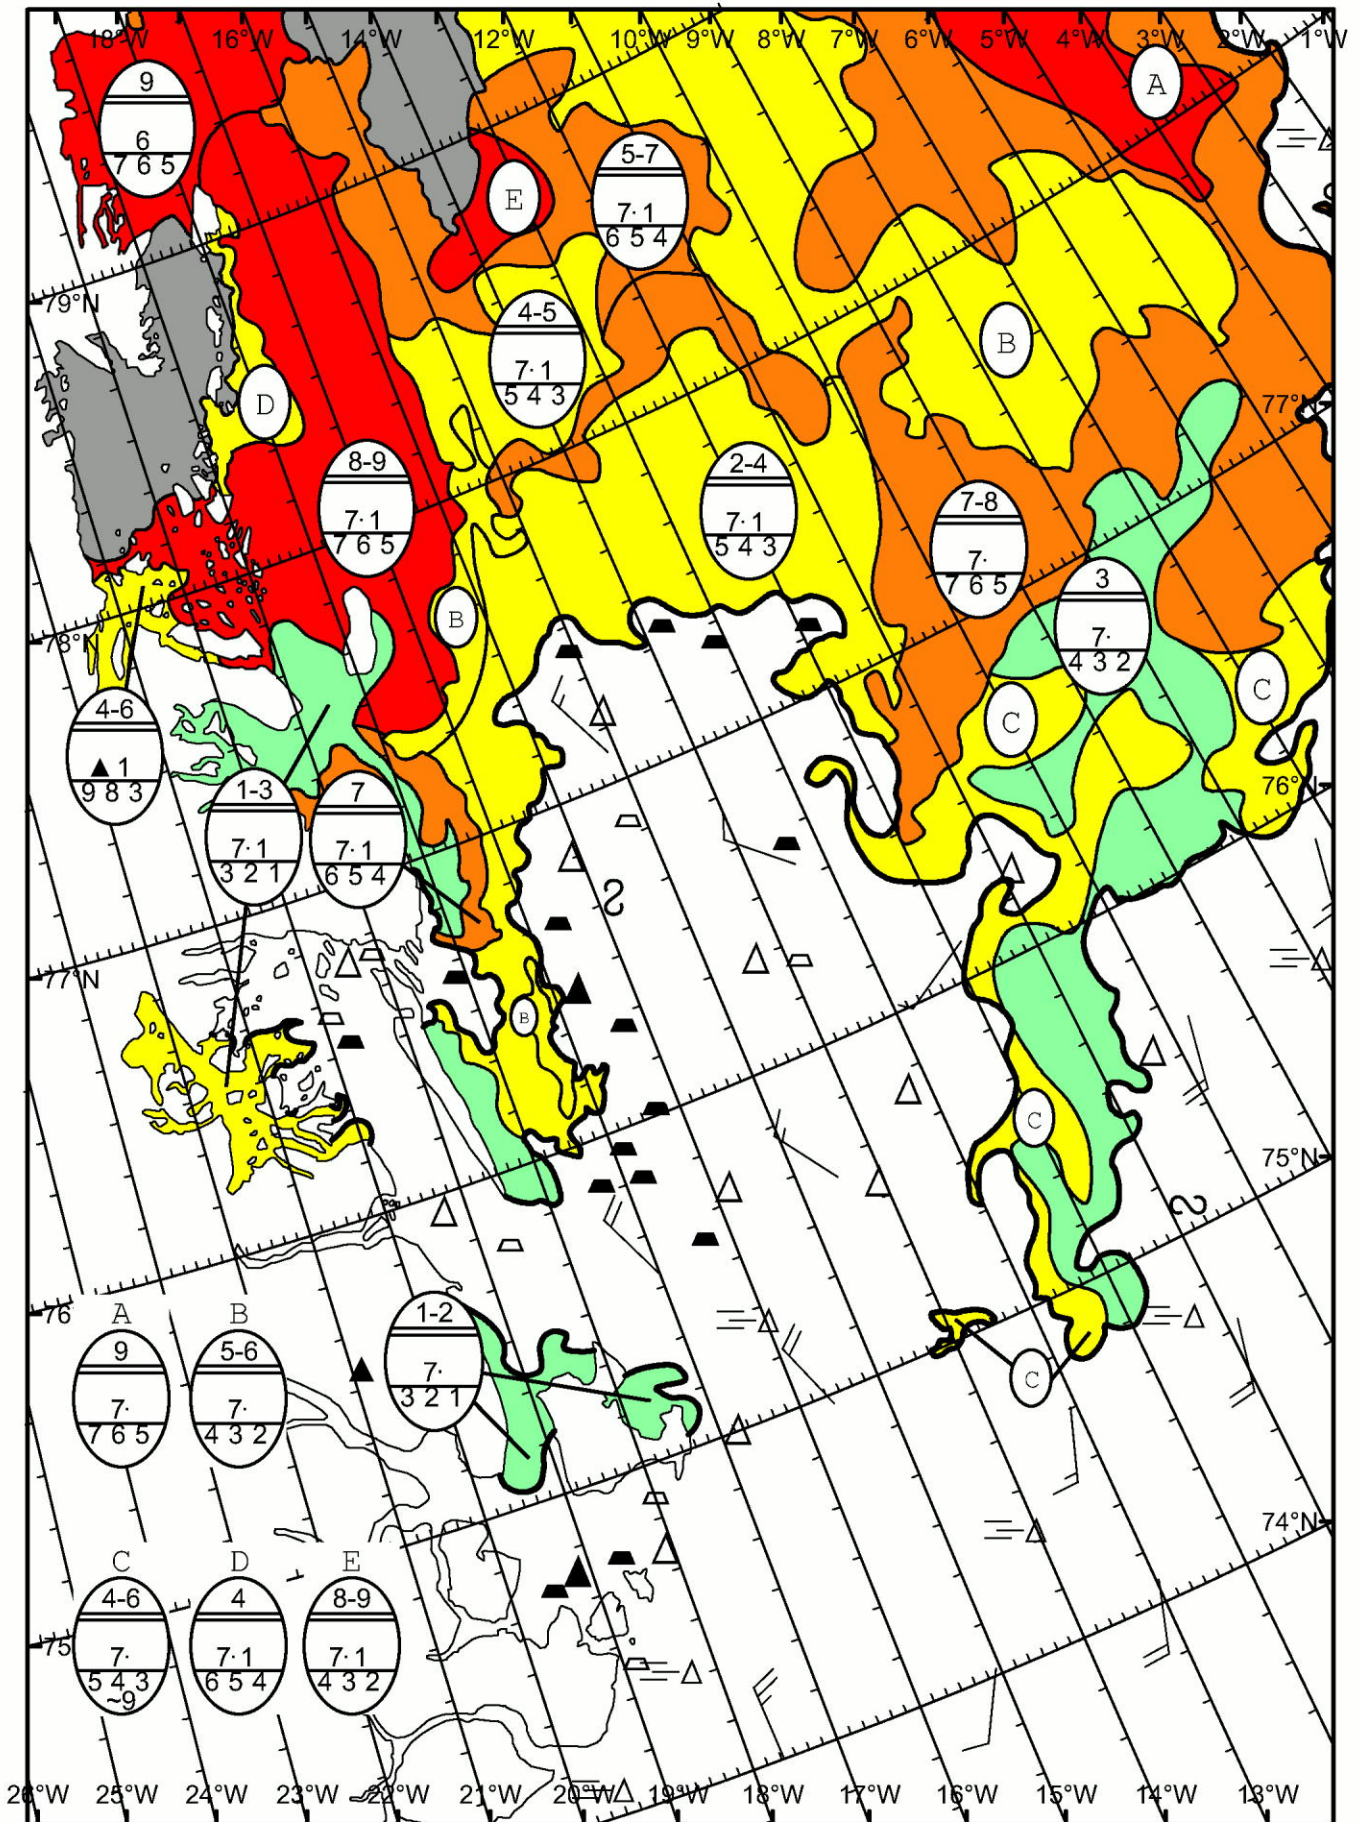 18°W 16°W 14°W 12°W 10°W 9°W 8°W 7°W 6°W 5°W 4°W 3°W 2°W 1°W
9
6
7 6 5
A
5-7
7· 1
6 5 4
E
79°N
4-5
7· 1
5 4 3
B
D
77°N
8-9
7· 1
7 6 5
2-4
7· 1
5 4 3
7-8
7·
7 6 5
3
7·
4 3 2
B
78°N
C
C
4-6
▲ 1
9 8 3
76°N
1-3
7· 1
3 2 1
7
7· 1
6 5 4
77°N
B
C
75°N
76
1-2
7·
3 2 1
C
A
9
7·
7 6 5
B
5-6
7·
4 3 2
74°N
C
4-6
7·
5 4 3
~9
D
4
7· 1
6 5 4
E
8-9
7· 1
4 3 2
75
26°W 25°W 24°W 23°W 22°W 21°W 20°W 19°W 18°W 17°W 16°W 15°W 14°W 13°W